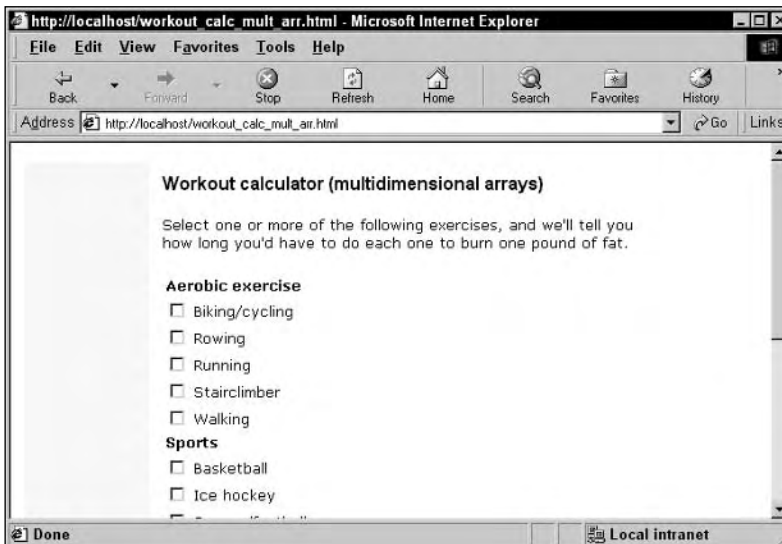 http://localhost/workout_calc_mult_arr.html - Microsoft Internet Explorer
File Edit View Favorites Tools Help
Back Forward Stop Refresh Home Search Favorites History
Address http://localhost/workout_calc_mult_arr.html Go Links
Workout calculator (multidimensional arrays)
Select one or more of the following exercises, and we'll tell you
how long you'd have to do each one to burn one pound of fat.
Aerobic exercise
Biking/cycling
Rowing
Running
Stairclimber
Walking
Sports
Basketball
Ice hockey
Done Local intranet